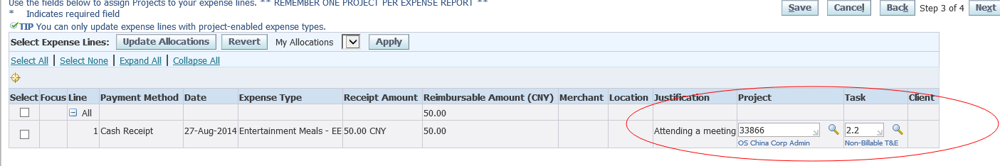 Use the fields below to assign Projects to your expense lines. ** REMEMBER ONE PROJECT PER EXPENSE REPORT **
Save Cancel Back Step 3 of 4 Next
* Indicates required field
TIP You can only update expense lines with project-enabled expense types.
Select Expense Lines: Update Allocations Revert My Allocations Apply
Select All | Select None | Expand All | Collapse All
Select Focus Line Payment Method Date Expense Type Receipt Amount Reimbursable Amount (CNY) Merchant Location Justification Project Task Client
All 50.00
1 Cash Receipt 27-Aug-2014 Entertainment Meals - EE 50.00 CNY 50.00 Attending a meeting 33866 2.2
OS China Corp Admin Non-Billable T&E